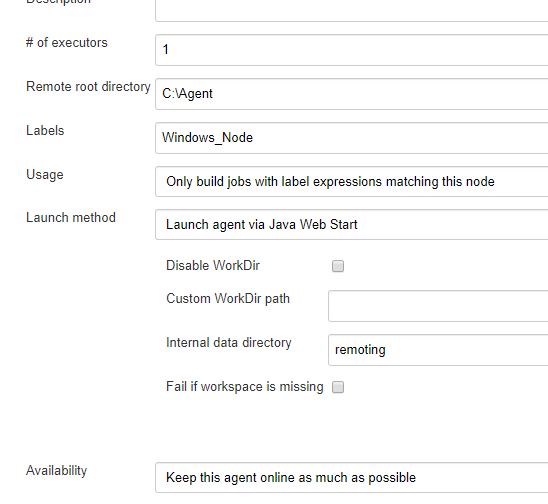 Description
# of executors
1
Remote root directory
C:\Agent
Labels
Windows_Node
Usage
Only build jobs with label expressions matching this node
Launch method
Launch agent via Java Web Start
Disable WorkDir
Custom WorkDir path
Internal data directory
remoting
Fail if workspace is missing
Availability
Keep this agent online as much as possible